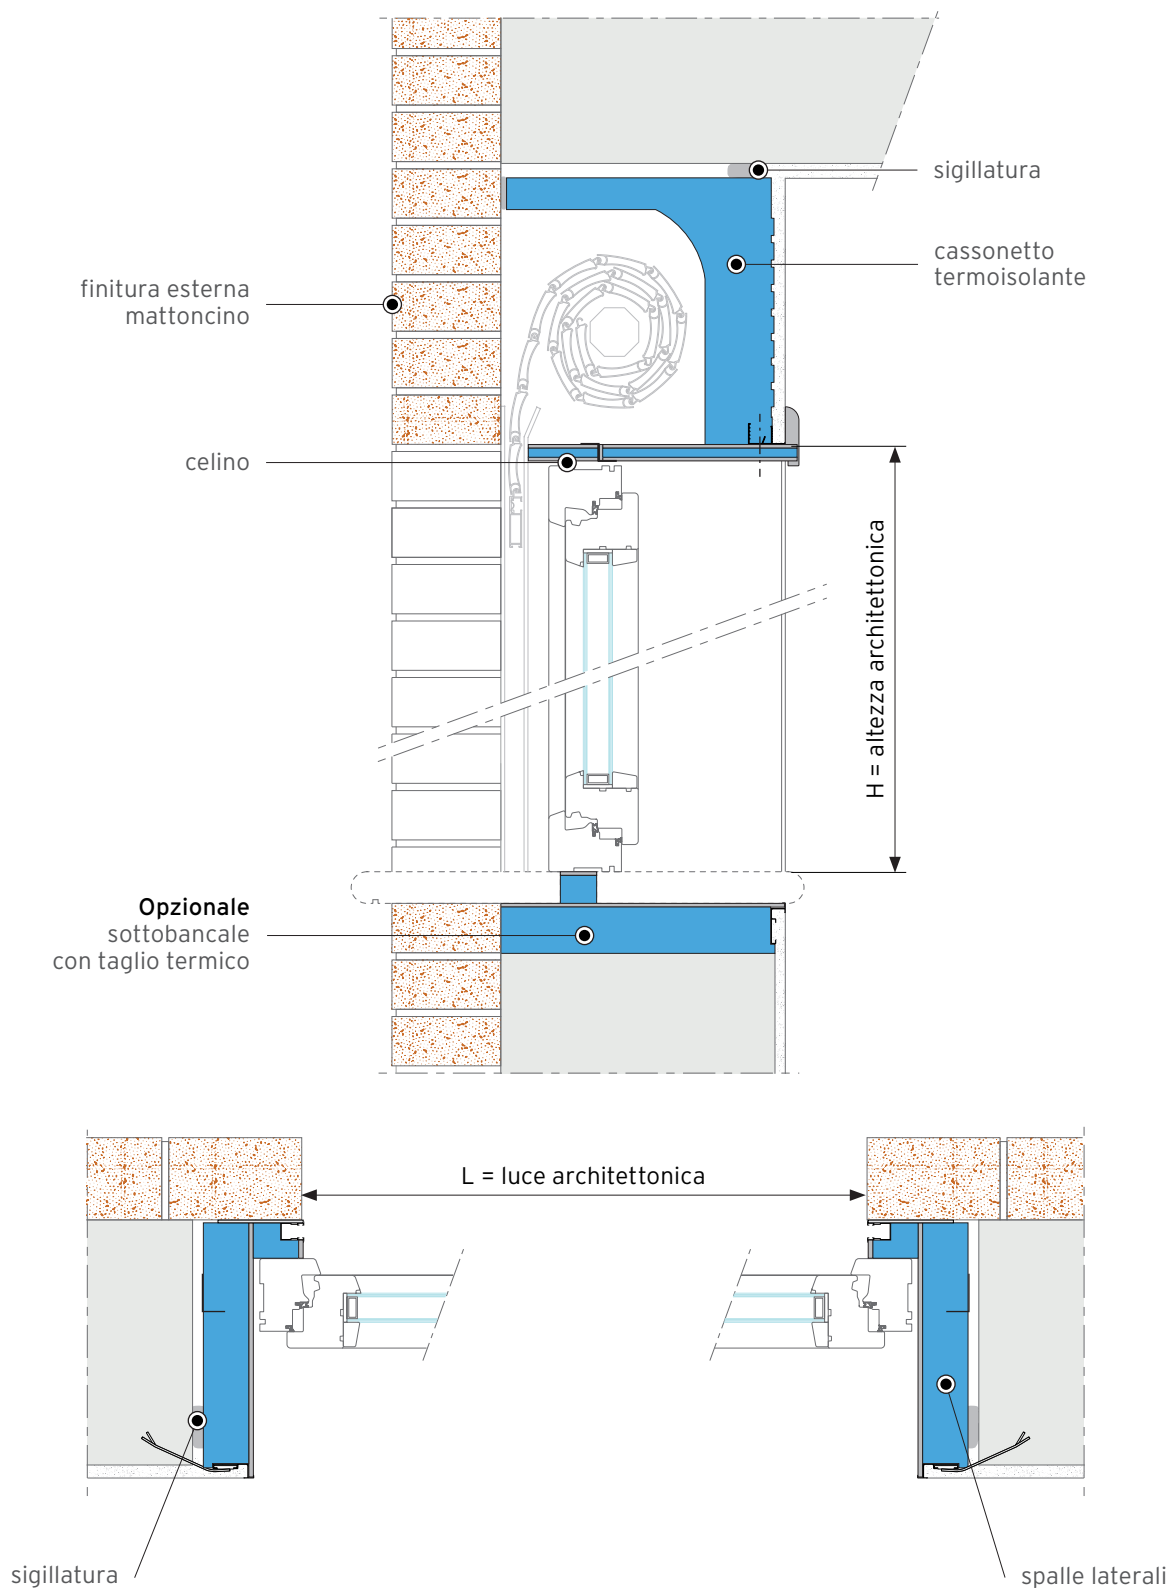 sigillatura
cassonetto
termoisolante
finitura esterna
mattoncino
celino
H = altezza architettonica
Opzionale
sottobancale
con taglio termico
L = luce architettonica
sigillatura
spalle laterali